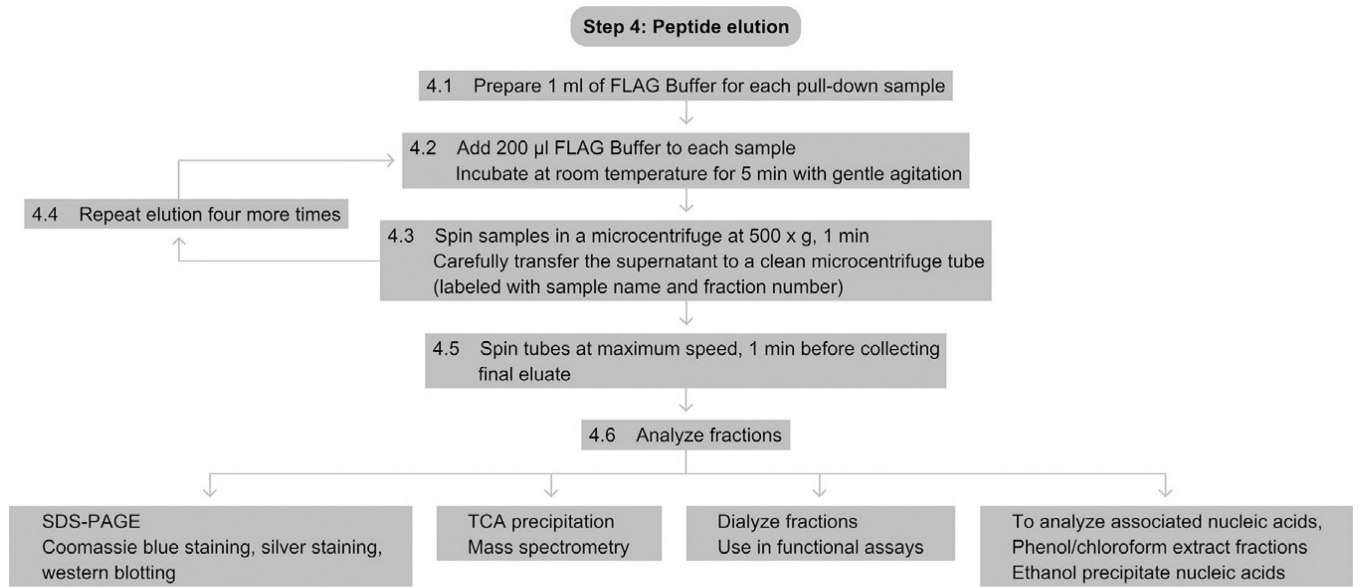 Step 4: Peptide elution
4.1 Prepare 1 ml of FLAG Buffer for each pull-down sample
4.2 Add 200 µl FLAG Buffer to each sample
Incubate at room temperature for 5 min with gentle agitation
4.4 Repeat elution four more times
4.3 Spin samples in a microcentrifuge at 500 x g, 1 min
Carefully transfer the supernatant to a clean microcentrifuge tube
(labeled with sample name and fraction number)
4.5 Spin tubes at maximum speed, 1 min before collecting
final eluate
4.6 Analyze fractions
SDS-PAGE
Coomassie blue staining, silver staining,
western blotting
TCA precipitation
Mass spectrometry
Dialyze fractions
Use in functional assays
To analyze associated nucleic acids,
Phenol/chloroform extract fractions
Ethanol precipitate nucleic acids